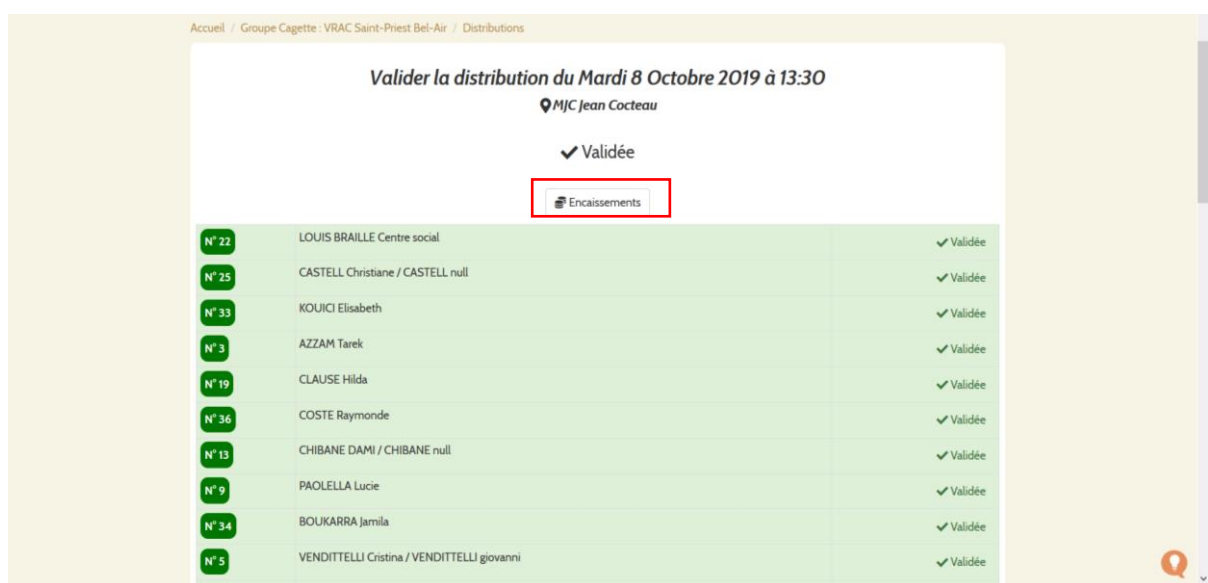 Accueil / Groupe Cagette : VRAC Saint-Priest Bel-Air / Distributions
Valider la distribution du Mardi 8 Octobre 2019 à 13:30
MJC Jean Cocteau
Validée
Encaissements
N° 22 LOUIS BRAILLE Centre social Validée
N° 25 CASTELL Christiane / CASTELL null Validée
N° 33 KOUICI Elisabeth Validée
N° 3 AZZAM Tarek Validée
N° 19 CLAUSE Hilda Validée
N° 36 COSTE Raymonde Validée
N° 13 CHIBANE DAMI / CHIBANE null Validée
N° 9 PAOLELLA Lucie Validée
N° 34 BOUKARRA Jamila Validée
N° 5 VENDITTELLI Cristina / VENDITTELLI giovanni Validée